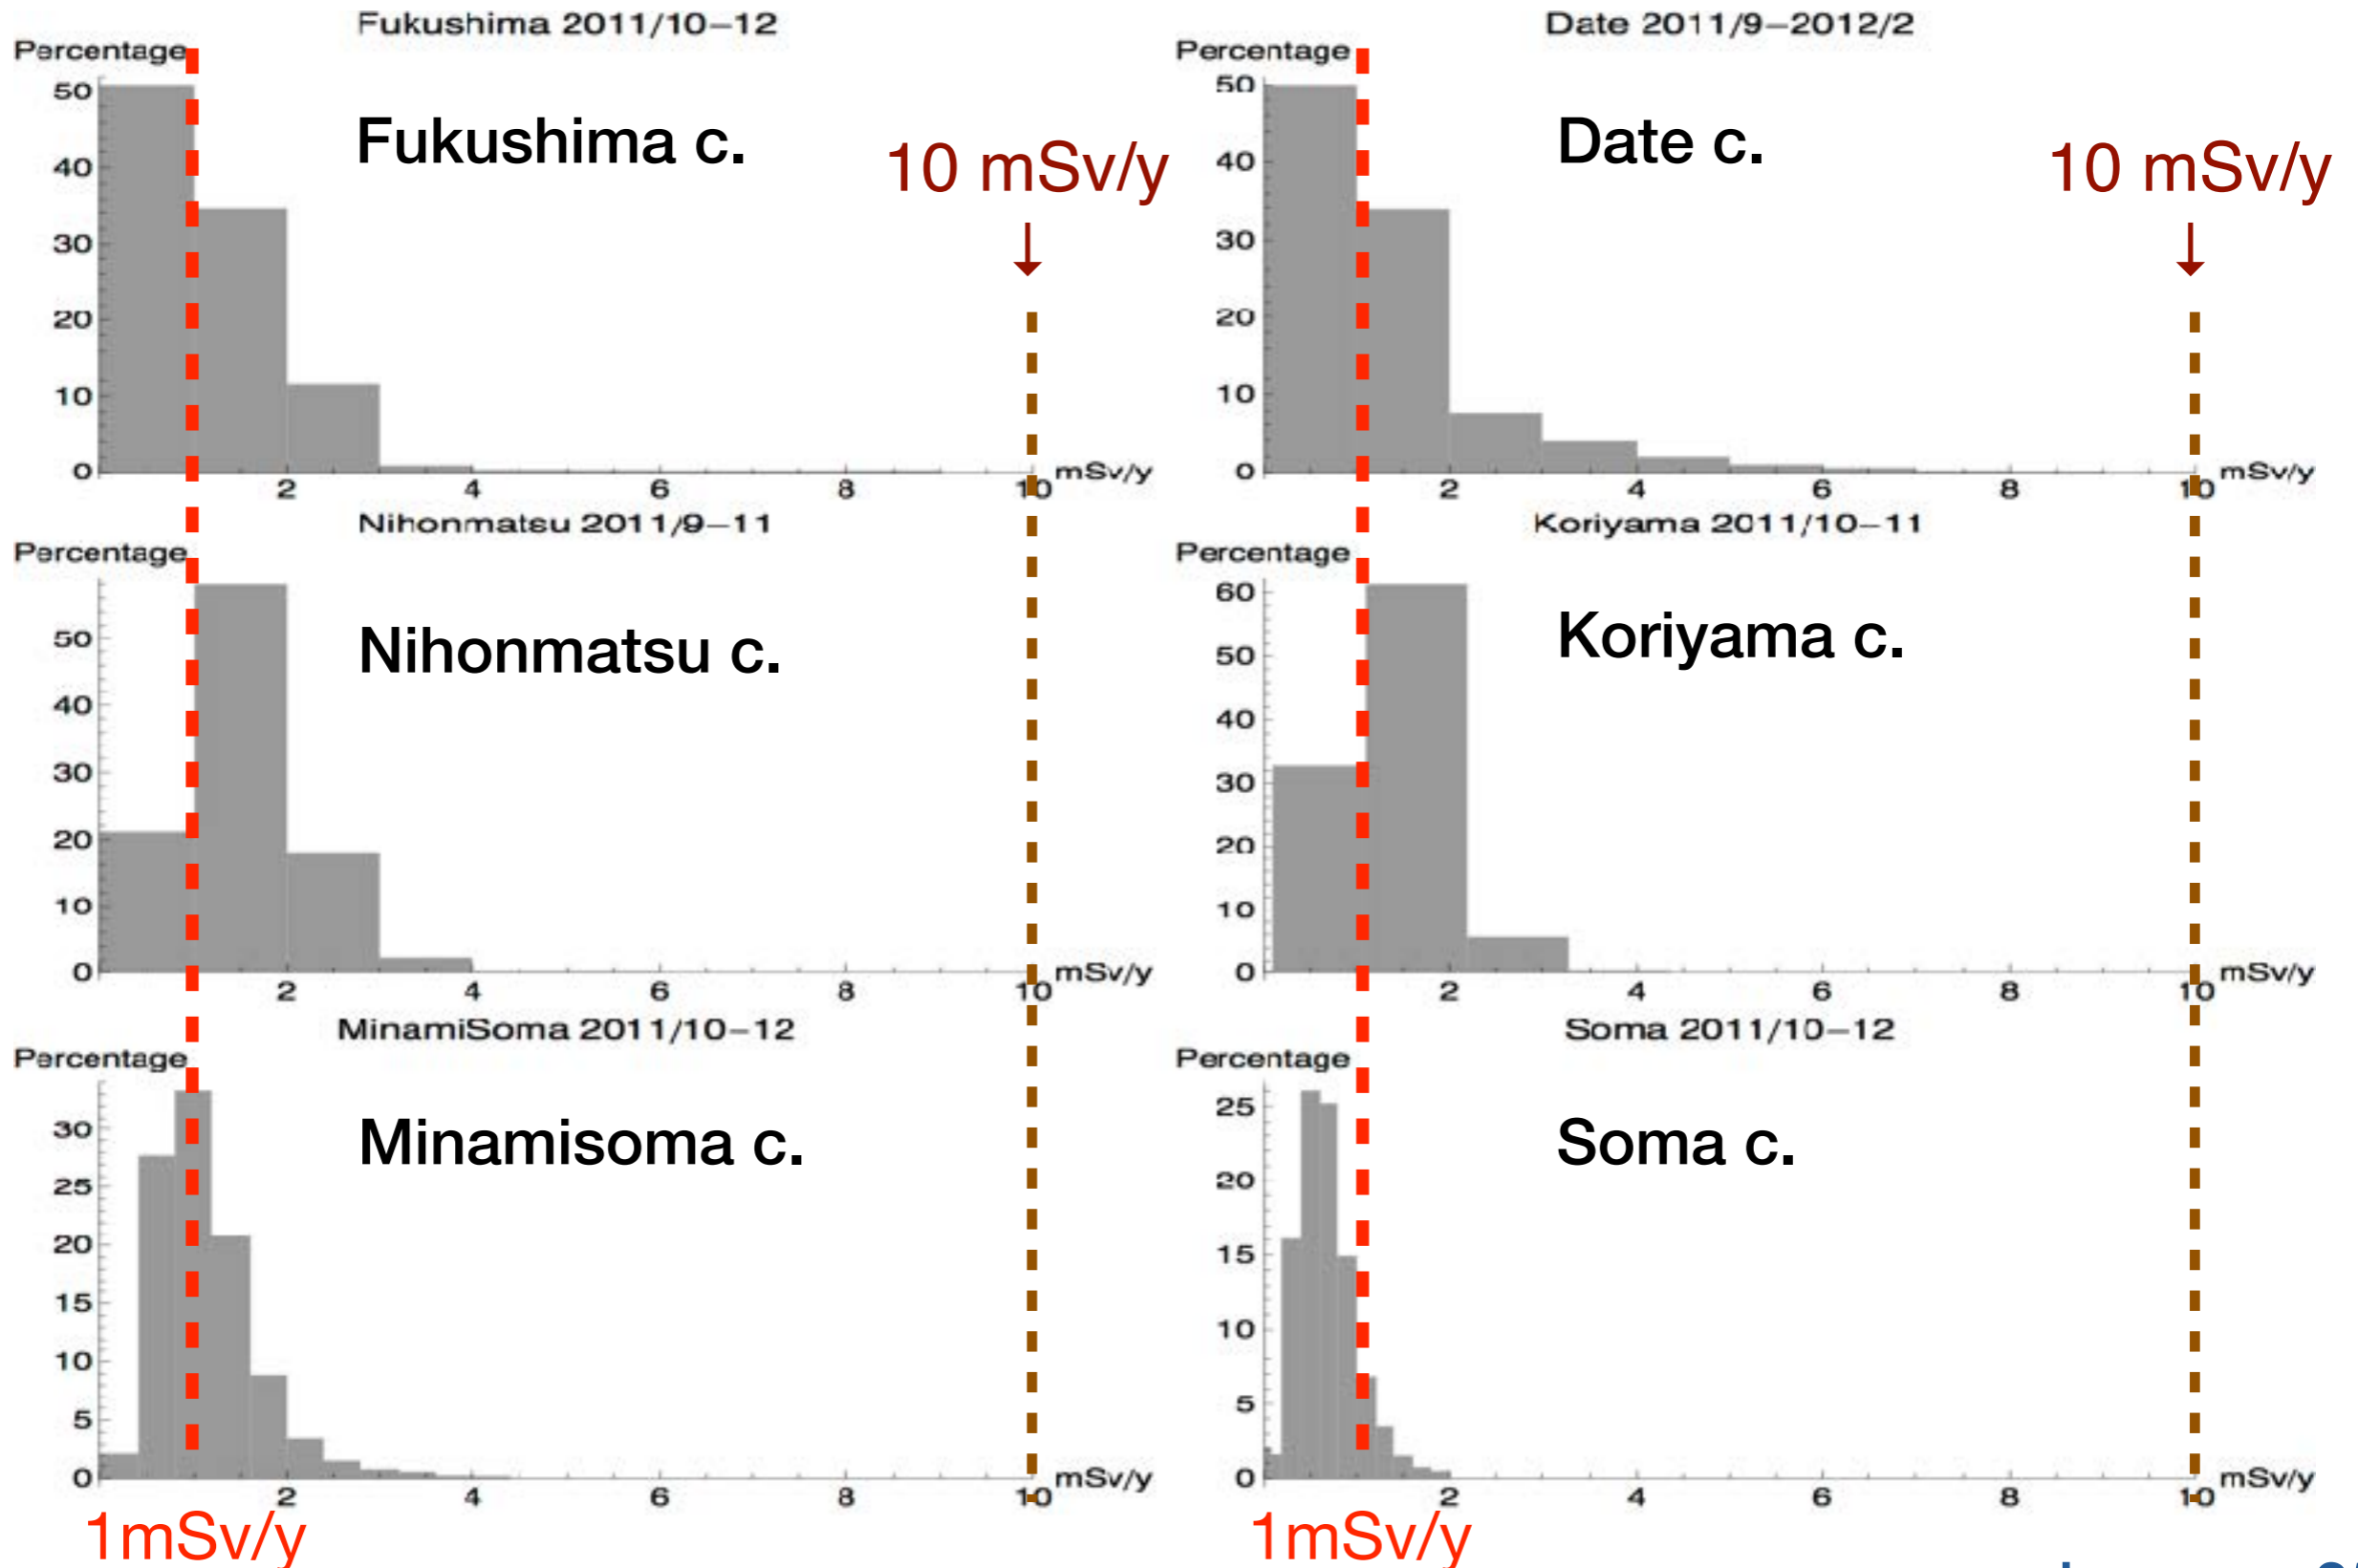 Fukushima 2011/10−12
Percentage
Fukushima c.
10 mSv/y
↓
50
40
30
20
10
0
2
4
6
8
10
mSv/y
Date 2011/9−2012/2
Percentage
Date c.
10 mSv/y
↓
50
40
30
20
10
0
2
4
6
8
10
mSv/y
Nihonmatsu 2011/9−11
Percentage
Nihonmatsu c.
50
40
30
20
10
0
2
4
6
8
10
mSv/y
Koriyama 2011/10−11
Percentage
Koriyama c.
60
50
40
30
20
10
0
2
4
6
8
10
mSv/y
MinamiSoma 2011/10−12
Percentage
Minamisoma c.
30
25
20
15
10
5
0
2
4
6
8
10
mSv/y
1mSv/y
Soma 2011/10−12
Percentage
Soma c.
25
20
15
10
5
0
2
4
6
8
10
mSv/y
1mSv/y